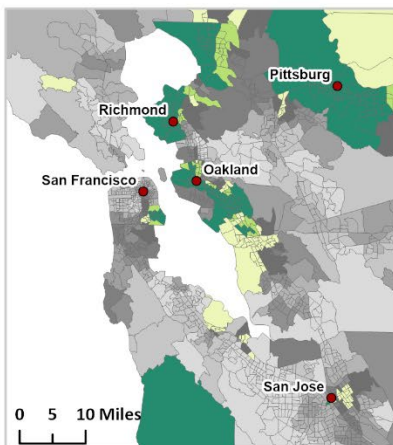 Pittsburg
Richmond
Oakland
San Francisco
San Jose
0 5 10 Miles